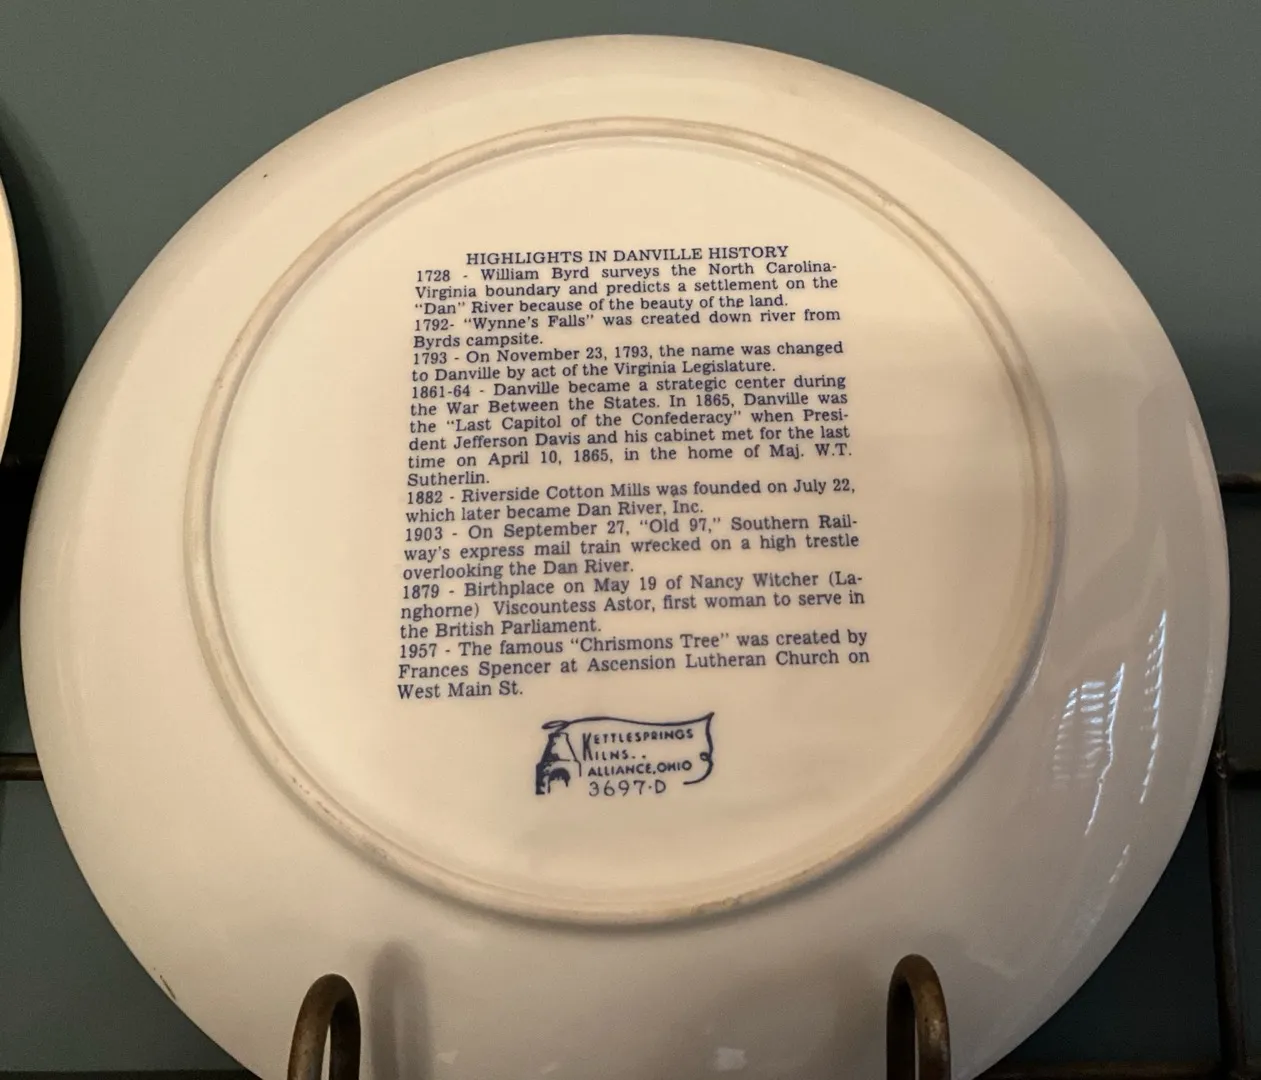 HIGHLIGHTS IN DANVILLE HISTORY
1728 - William Byrd surveys the North Carolina-
Virginia boundary and predicts a settlement on the
“Dan” River because of the beauty of the land.
1792- “Wynne's Falls” was created down river from
Byrds campsite.
1793 - On November 23, 1793, the name was changed
to Danville by act of the Virginia Legislature.
1861-64 - Danville became a strategic center during
the War Between the States. In 1865, Danville was
the “Last Capitol of the Confederacy” when Presi-
dent Jefferson Davis and his cabinet met for the last
time on April 10, 1865, in the home of Maj. W.T.
Sutherlin.
1882 - Riverside Cotton Mills was founded on July 22,
which later became Dan River, Inc.
1903 - On September 27, “Old 97,” Southern Rail-
way's express mail train wrecked on a high trestle
overlooking the Dan River.
1879 - Birthplace on May 19 of Nancy Witcher (La-
nghorne) Viscountess Astor, first woman to serve in
the British Parliament.
1957 - The famous “Chrismons Tree” was created by
Frances Spencer at Ascension Lutheran Church on
West Main St.
KETTLESPRINGS
KILNS..
ALLIANCE, OHIO
3697-D